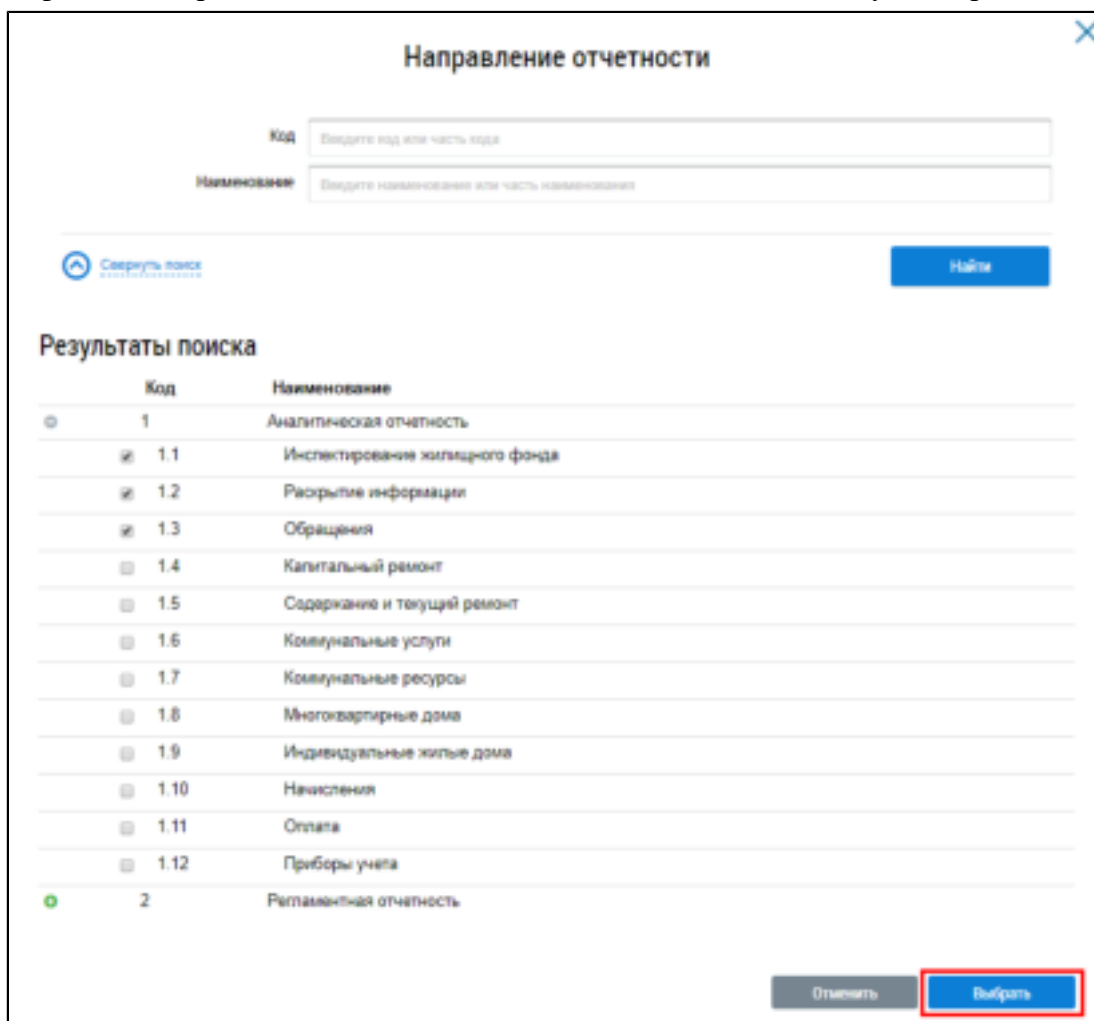 Направление отчетности
Код Введите код или часть кода
Наименование Введите наименование или часть наименования
Свернуть поиск Найти
Результаты поиска
Код Наименование
1 Аналитическая отчетность
1.1 Инспектирование жилищного фонда
1.2 Раскрытие информации
1.3 Обращения
1.4 Капитальный ремонт
1.5 Содержание и текущий ремонт
1.6 Коммунальные услуги
1.7 Коммунальные ресурсы
1.8 Многоквартирные дома
1.9 Индивидуальные жилые дома
1.10 Начисления
1.11 Оплата
1.12 Приборы учета
2 Регламентная отчетность
Отменить Выбрать